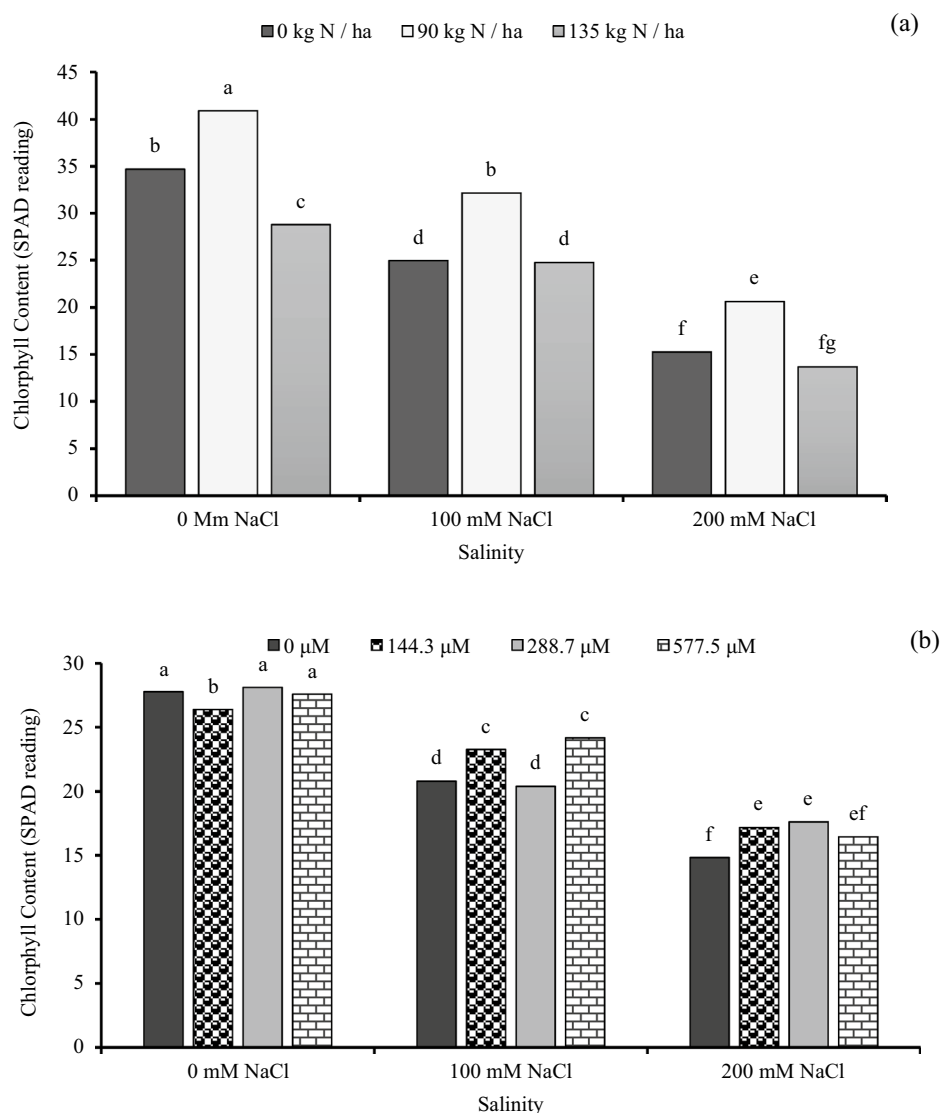 0 kg N / ha 90 kg N / ha 135 kg N / ha
(a)
Chlorphyll Content (SPAD reading)
45
40
35
30
25
20
15
10
5
0
b a c
d b d
f e fg
0 Mm NaCl 100 mM NaCl 200 mM NaCl
Salinity
(b)
0 µM 144.3 µM 288.7 µM 577.5 µM
Chlorphyll Content (SPAD reading)
30
25
20
15
10
5
0
a b a a
d c d c
f e e ef
0 mM NaCl 100 mM NaCl 200 mM NaCl
Salinity